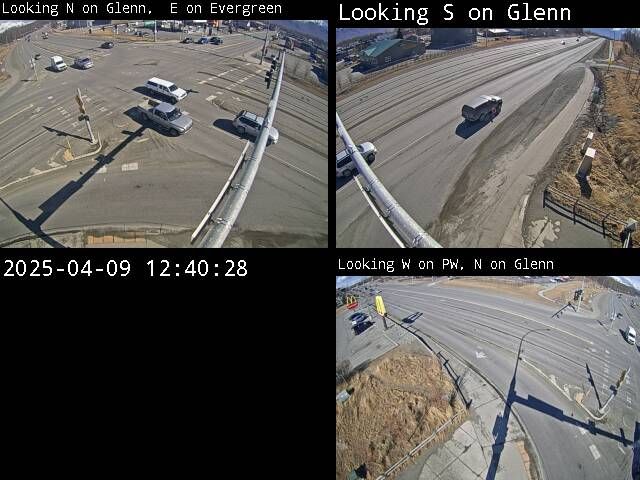 Looking N on Glenn,  E on Evergreen
Looking S on Glenn
2025-04-09 12:40:28
Looking W on PW, N on Glenn